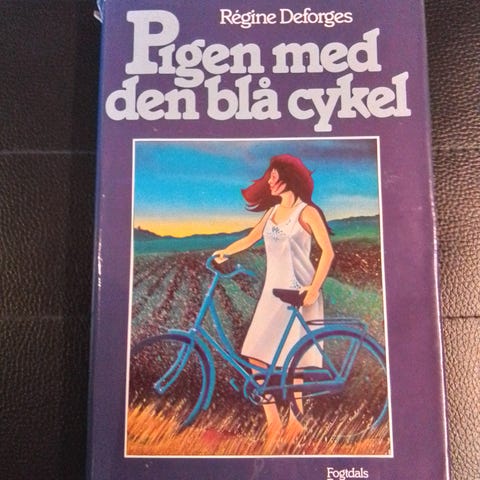 Régine Deforges
Pigen med
den blå cykel
Fogtdals